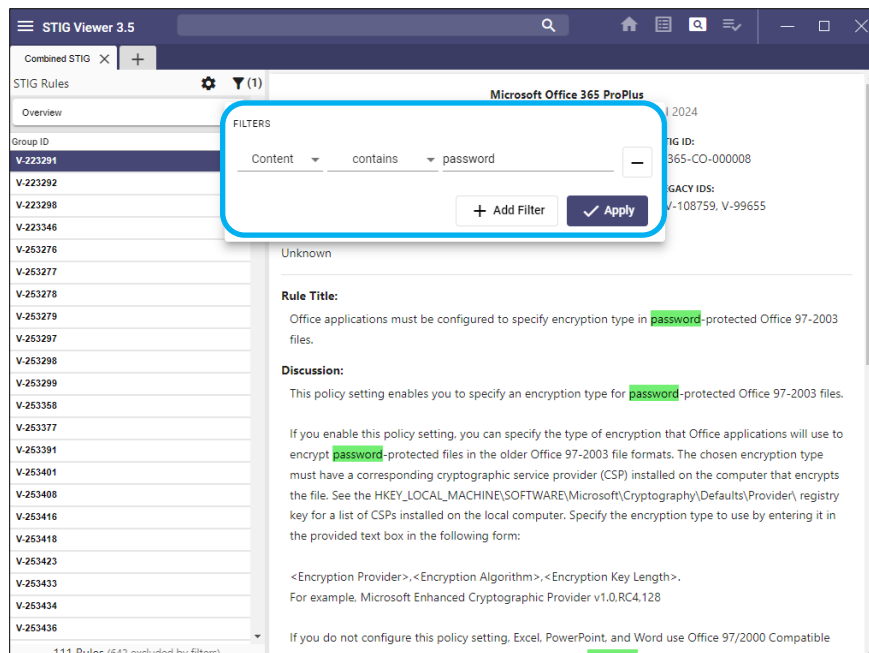 STIG Viewer 3.5
Combined STIG
STIG Rules
(1)
Overview
Group ID
V-223291
V-223292
V-223298
V-223346
V-253276
V-253277
V-253278
V-253279
V-253297
V-253298
V-253299
V-253358
V-253377
V-253391
V-253401
V-253408
V-253416
V-253418
V-253423
V-253433
V-253434
V-253436
111 Rules (643 excluded by filters)
FILTERS
Content contains password
Add Filter
Apply
Microsoft Office 365 ProPlus
2024
365-CO-000008
V-108759, V-99655
Unknown
Rule Title:
Office applications must be configured to specify encryption type in password-protected Office 97-2003
files.
Discussion:
This policy setting enables you to specify an encryption type for password-protected Office 97-2003 files.
If you enable this policy setting, you can specify the type of encryption that Office applications will use to
encrypt password-protected files in the older Office 97-2003 file formats. The chosen encryption type
must have a corresponding cryptographic service provider (CSP) installed on the computer that encrypts
the file. See the HKEY_LOCAL_MACHINE\SOFTWARE\Microsoft\Cryptography\Defaults\Provider\ registry
key for a list of CSPs installed on the local computer. Specify the encryption type to use by entering it in
the provided text box in the following form:
<Encryption Provider>,<Encryption Algorithm>,<Encryption Key Length>.
For example, Microsoft Enhanced Cryptographic Provider v1.0,RC4,128
If you do not configure this policy setting, Excel, PowerPoint, and Word use Office 97/2000 Compatible